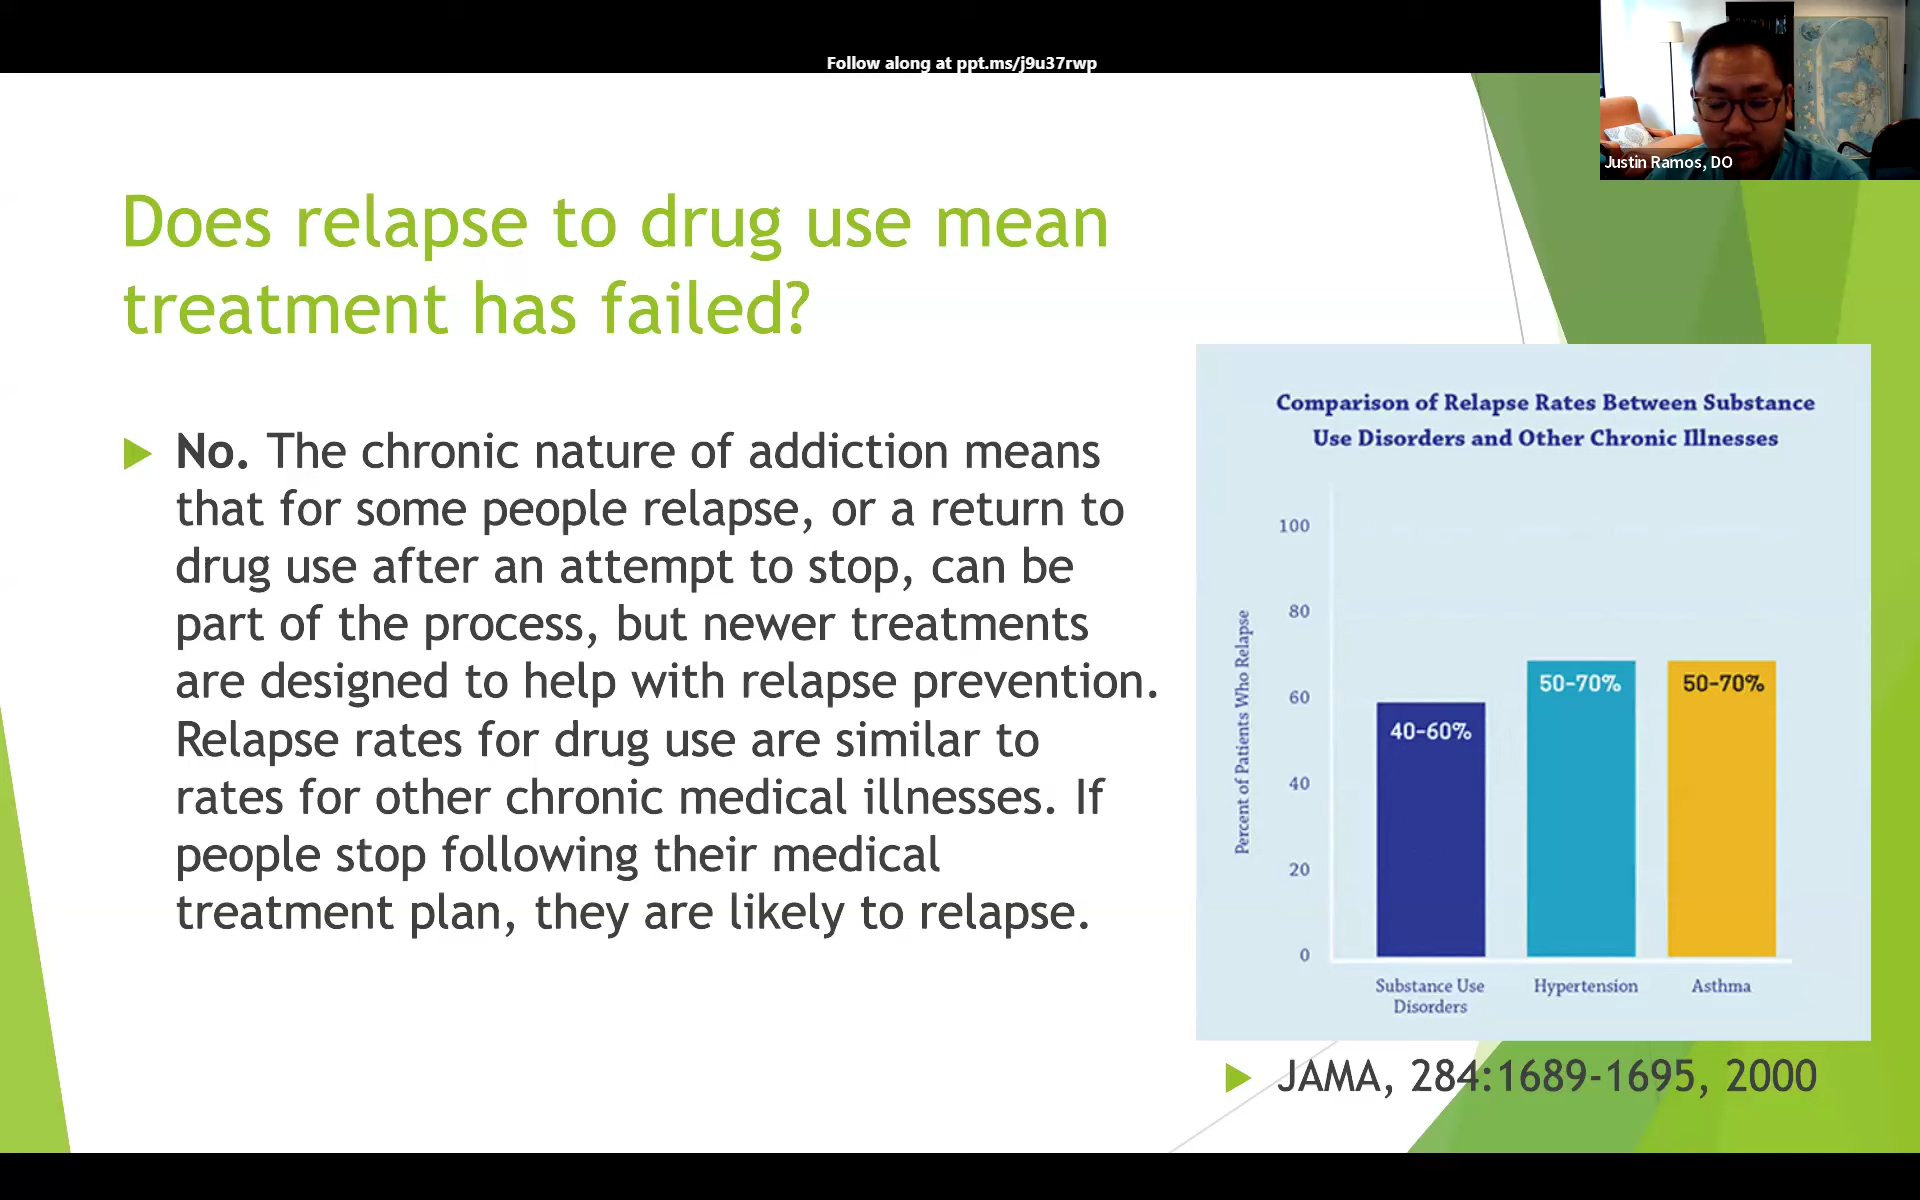 Follow along at ppt.ms/j9u37rwp
Justin Ramos, DO
Does relapse to drug use mean
treatment has failed?
No. The chronic nature of addiction means
that for some people relapse, or a return to
drug use after an attempt to stop, can be
part of the process, but newer treatments
are designed to help with relapse prevention.
Relapse rates for drug use are similar to
rates for other chronic medical illnesses. If
people stop following their medical
treatment plan, they are likely to relapse.
Comparison of Relapse Rates Between Substance
Use Disorders and Other Chronic Illnesses
Percent of Patients Who Relapse
100
80
60
40
20
0
40-60%
50-70%
50-70%
Substance Use
Disorders
Hypertension
Asthma
JAMA, 284:1689-1695, 2000